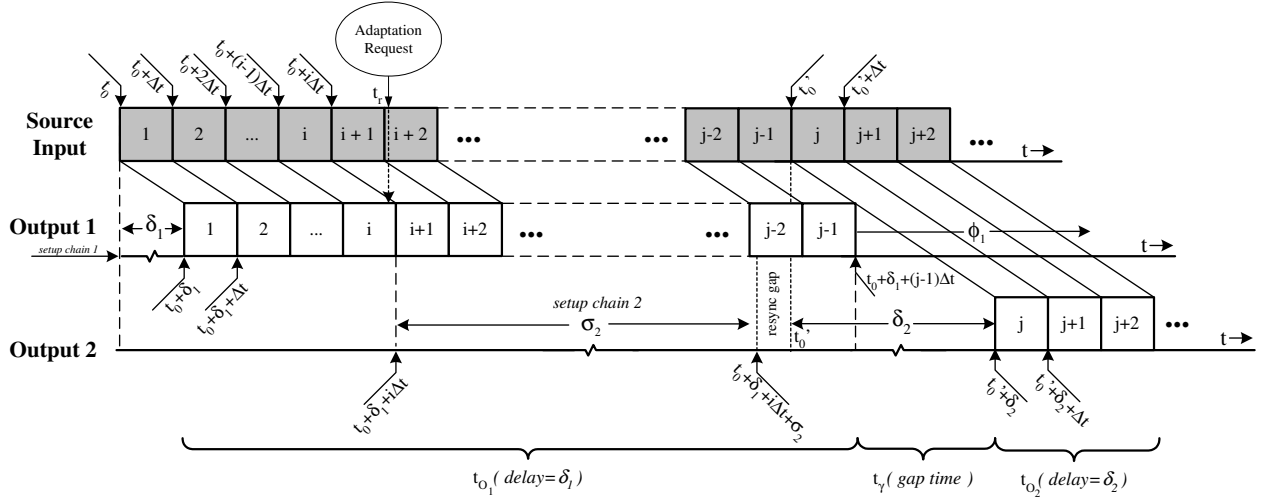 Adaptation
Request
t₀
t₀+Δt
t₀+2Δt
t₀+(i-1)Δt
t₀+iΔt
tᵣ
t₀'
t₀'+Δt
Source
Input
1
2
...
i
i + 1
i + 2
...
...
j-2
j-1
j
j+1
j+2
...
t
Output 1
δ₁
setup chain 1
1
2
...
i
i+1
i+2
...
...
j-2
j-1
ϕ₁
t
t₀+δ₁
t₀+δ₁+Δt
t₀+δ₁+(j-1)Δt
setup chain 2
σ₂
resync gap
t₀'
δ₂
j
j+1
j+2
...
Output 2
t
t₀+δ₁+iΔt
t₀+δ₁+iΔt+σ₂
t₀'+δ₂
t₀'+δ₂+Δt
t_O₁( delay= δ₁ )
t_γ( gap time )
t_O₂( delay= δ₂ )